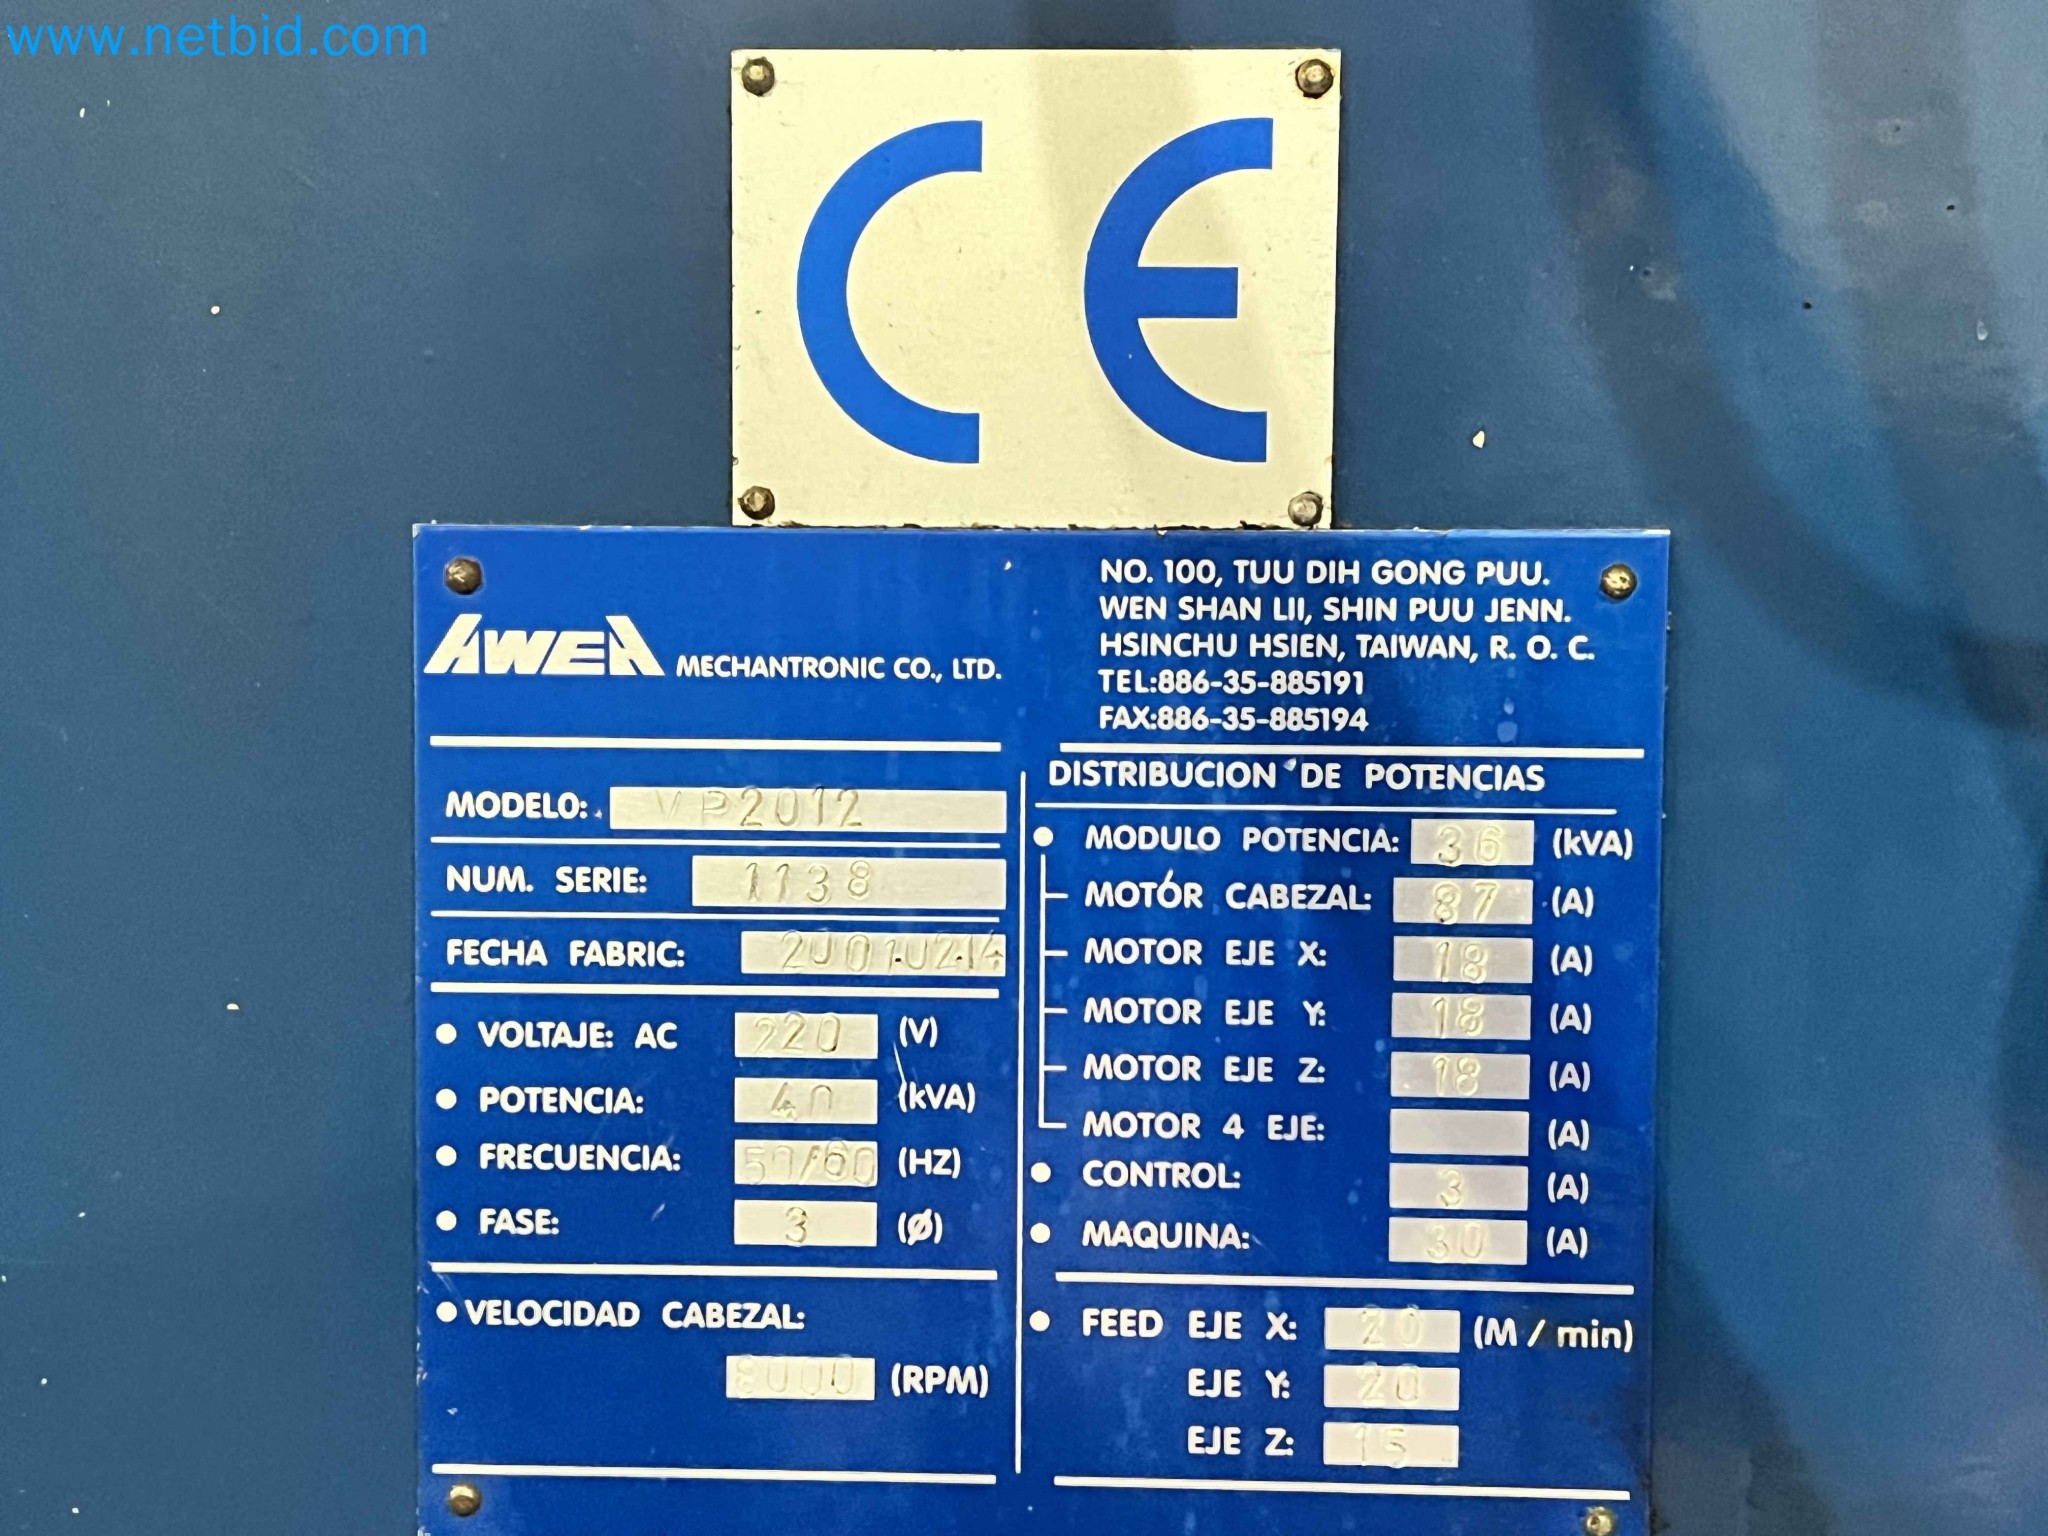 www.netbid.com
CE
AWEA MECHANTRONIC CO., LTD.
NO. 100, TUU DIH GONG PUU.
WEN SHAN LII, SHIN PUU JENN.
HSINCHU HSIEN, TAIWAN, R. O. C.
TEL:886-35-885191
FAX:886-35-885194
MODELO: VP2012
NUM. SERIE: 1138
FECHA FABRIC: 2001.02.14
VOLTAJE: AC 220 (V)
POTENCIA: 40 (kVA)
FRECUENCIA: 50/60 (HZ)
FASE: 3 (Ø)
VELOCIDAD CABEZAL:
8000 (RPM)
DISTRIBUCION DE POTENCIAS
MODULO POTENCIA: 36 (kVA)
MOTÓR CABEZAL: 87 (A)
MOTOR EJE X: 18 (A)
MOTOR EJE Y: 18 (A)
MOTOR EJE Z: 18 (A)
MOTOR 4 EJE: (A)
CONTROL: 3 (A)
MAQUINA: 30 (A)
FEED EJE X: 20 (M / min)
EJE Y: 20
EJE Z: 15